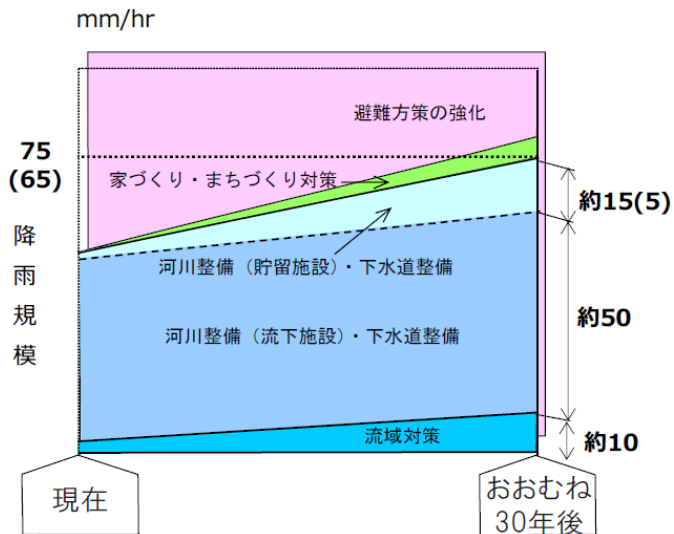 mm/hr
避難方策の強化
75
(65)
家づくり・まちづくり対策
約15(5)
降
雨
規
模
河川整備（貯留施設）・下水道整備
約50
河川整備（流下施設）・下水道整備
流域対策
約10
現在
おおむね
30年後